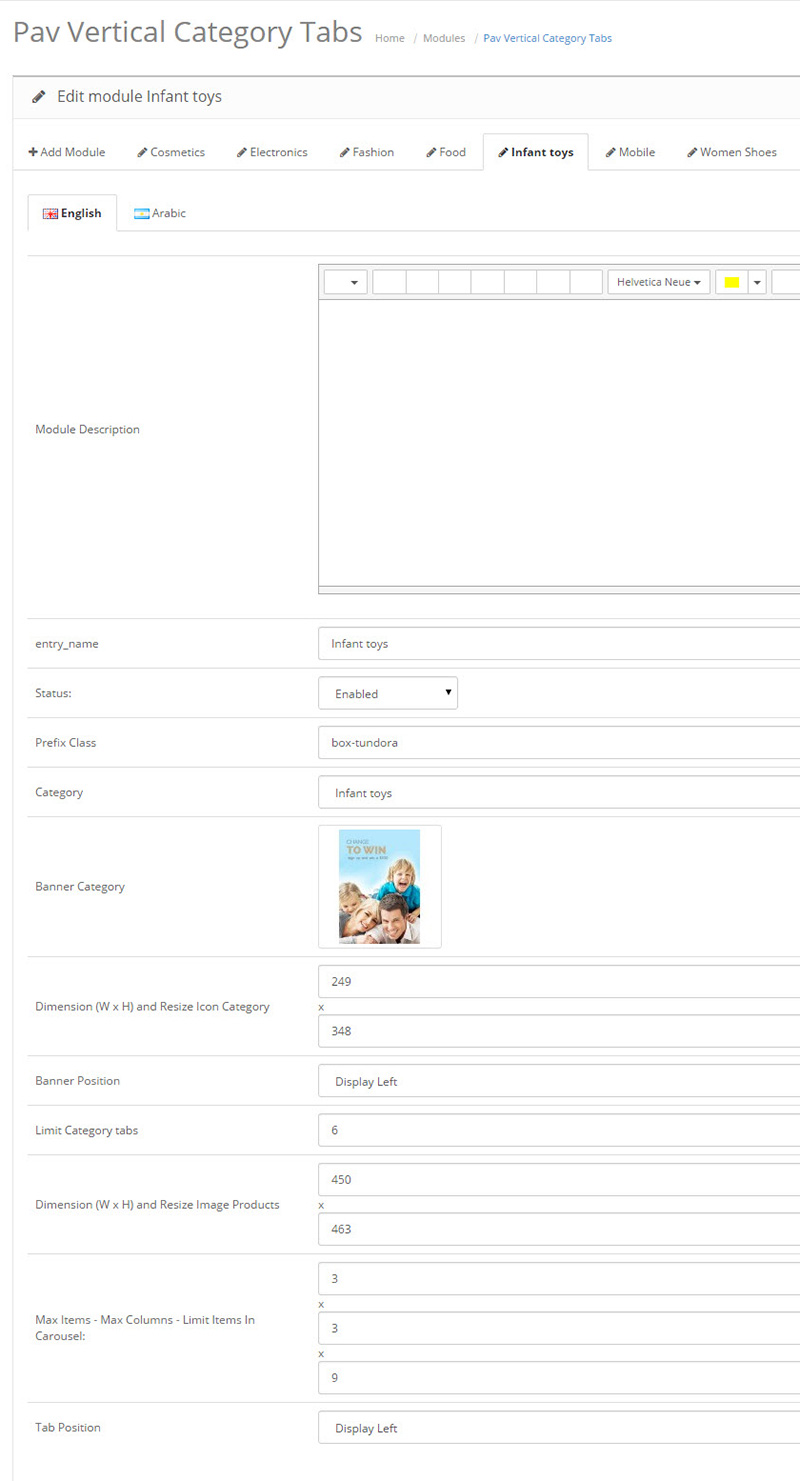 Pav Vertical Category Tabs Home / Modules / Pav Vertical Category Tabs
Edit module Infant toys
Add Module Cosmetics Electronics Fashion Food Infant toys Mobile Women Shoes
English Arabic
Helvetica Neue
Module Description
entry_name Infant toys
Status: Enabled
Prefix Class box-tundora
Category Infant toys
CHANCE
TO WIN
Banner Category
249
Dimension (W x H) and Resize Icon Category x
348
Banner Position Display Left
Limit Category tabs 6
450
Dimension (W x H) and Resize Image Products x
463
3
x
Max Items - Max Columns - Limit Items In
Carousel:
3
x
9
Tab Position Display Left